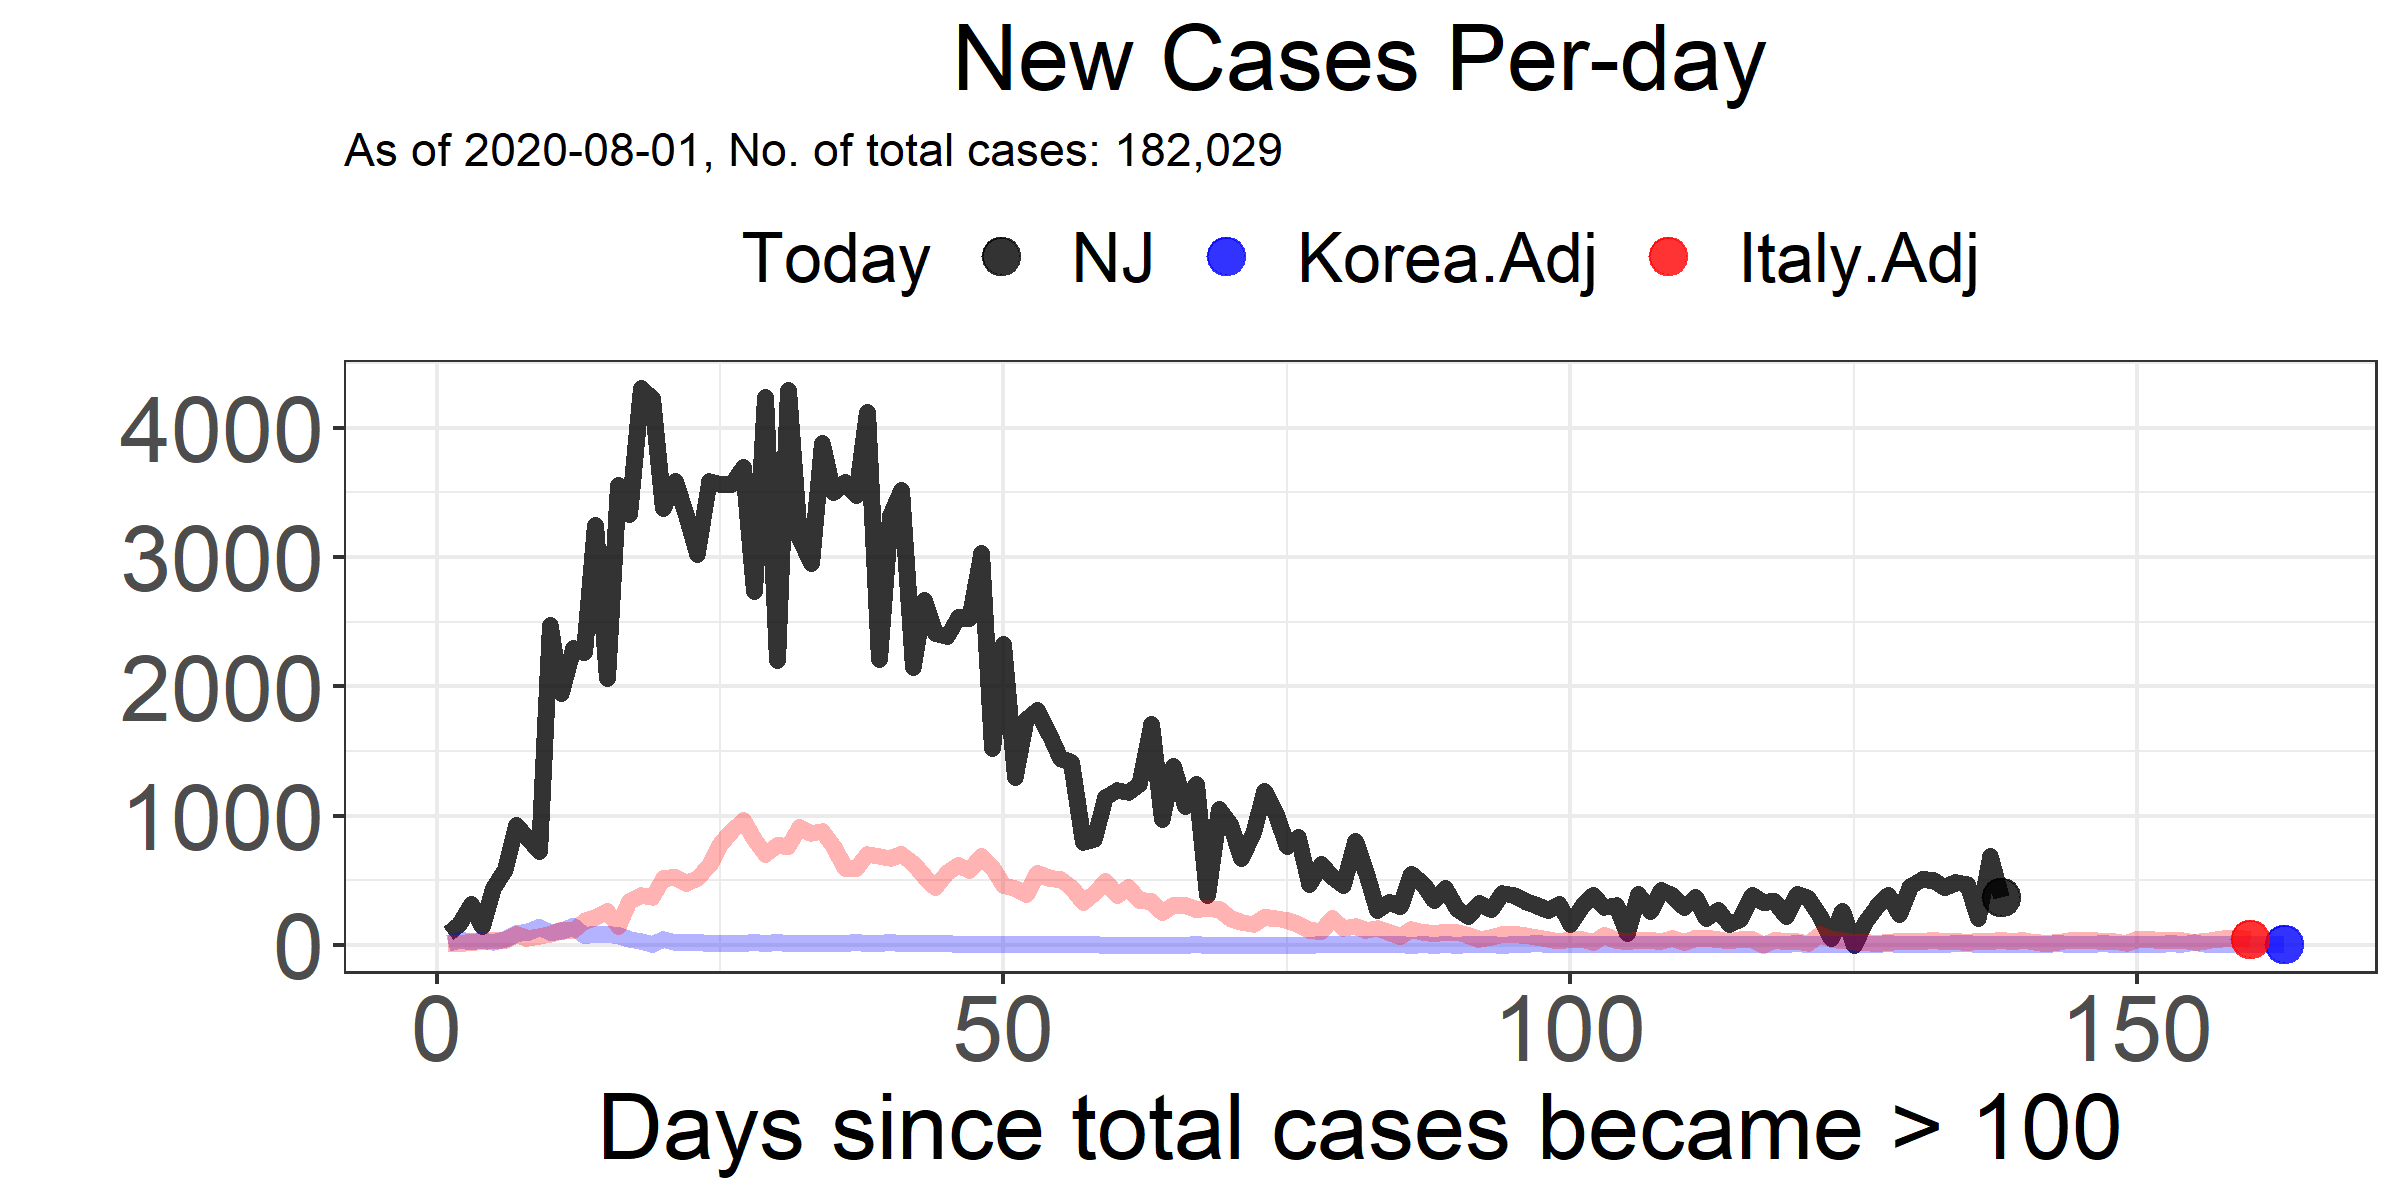 New Cases Per-day
As of 2020-08-01, No. of total cases: 182,029
Today NJ Korea.Adj Italy.Adj
4000
3000
2000
1000
0
0 50 100 150
Days since total cases became > 100